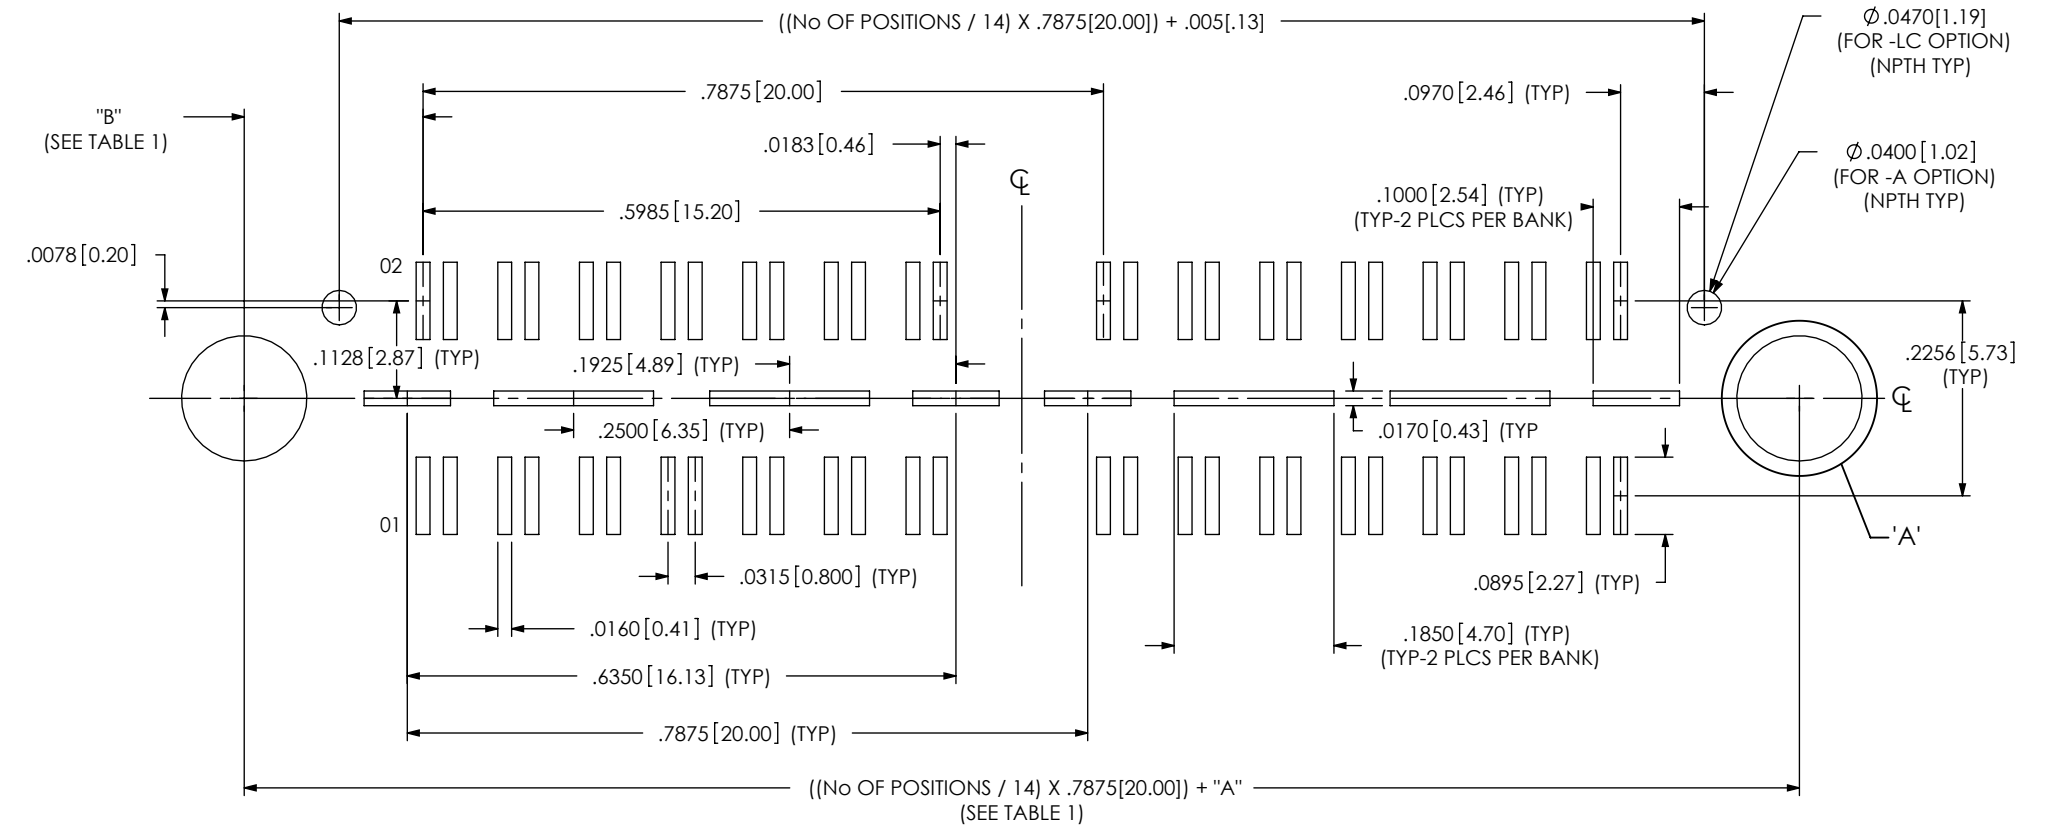 ((No OF POSITIONS / 14) X .7875[20.00]) + .005[.13]
Ø.0470[1.19]
(FOR -LC OPTION)
(NPTH TYP)
.7875[20.00]
.0970[2.46] (TYP)
"B"
(SEE TABLE 1)
.0183[0.46]
Ø.0400[1.02]
(FOR -A OPTION)
(NPTH TYP)
℄
.1000[2.54] (TYP)
(TYP-2 PLCS PER BANK)
.5985[15.20]
.0078[0.20]
02
.1128[2.87] (TYP)
.1925[4.89] (TYP)
.2256[5.73]
(TYP)
℄
.2500[6.35] (TYP)
.0170[0.43] (TYP
01
'A'
.0315[0.800] (TYP)
.0895[2.27] (TYP)
.0160[0.41] (TYP)
.1850[4.70] (TYP)
(TYP-2 PLCS PER BANK)
.6350[16.13] (TYP)
.7875[20.00] (TYP)
((No OF POSITIONS / 14) X .7875[20.00]) + "A"
(SEE TABLE 1)